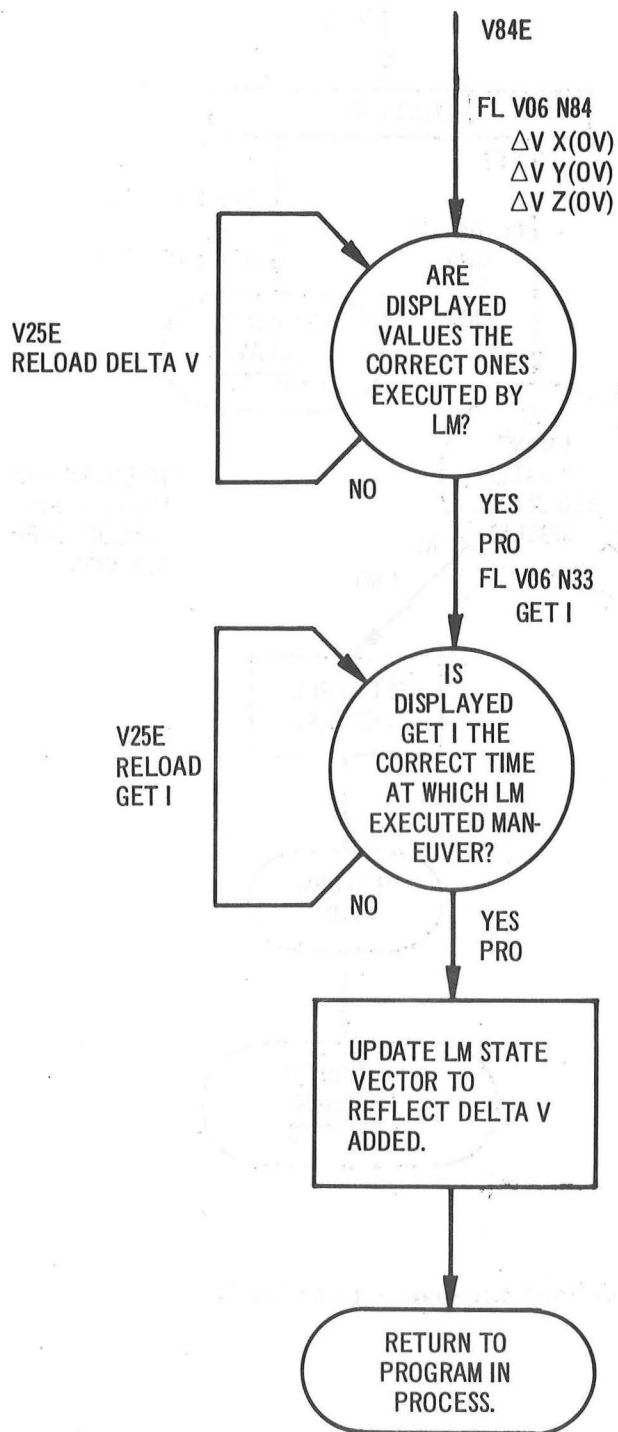 V84E
FL V06 N84
ΔV X(OV)
ΔV Y(OV)
ΔV Z(OV)
ARE
DISPLAYED
VALUES THE
CORRECT ONES
EXECUTED BY
LM?
V25E
RELOAD DELTA V
NO
YES
PRO
FL V06 N33
GET I
IS
DISPLAYED
GET I THE
CORRECT TIME
AT WHICH LM
EXECUTED MAN-
EUVER?
V25E
RELOAD
GET I
NO
YES
PRO
UPDATE LM STATE
VECTOR TO
REFLECT DELTA V
ADDED.
RETURN TO
PROGRAM IN
PROCESS.